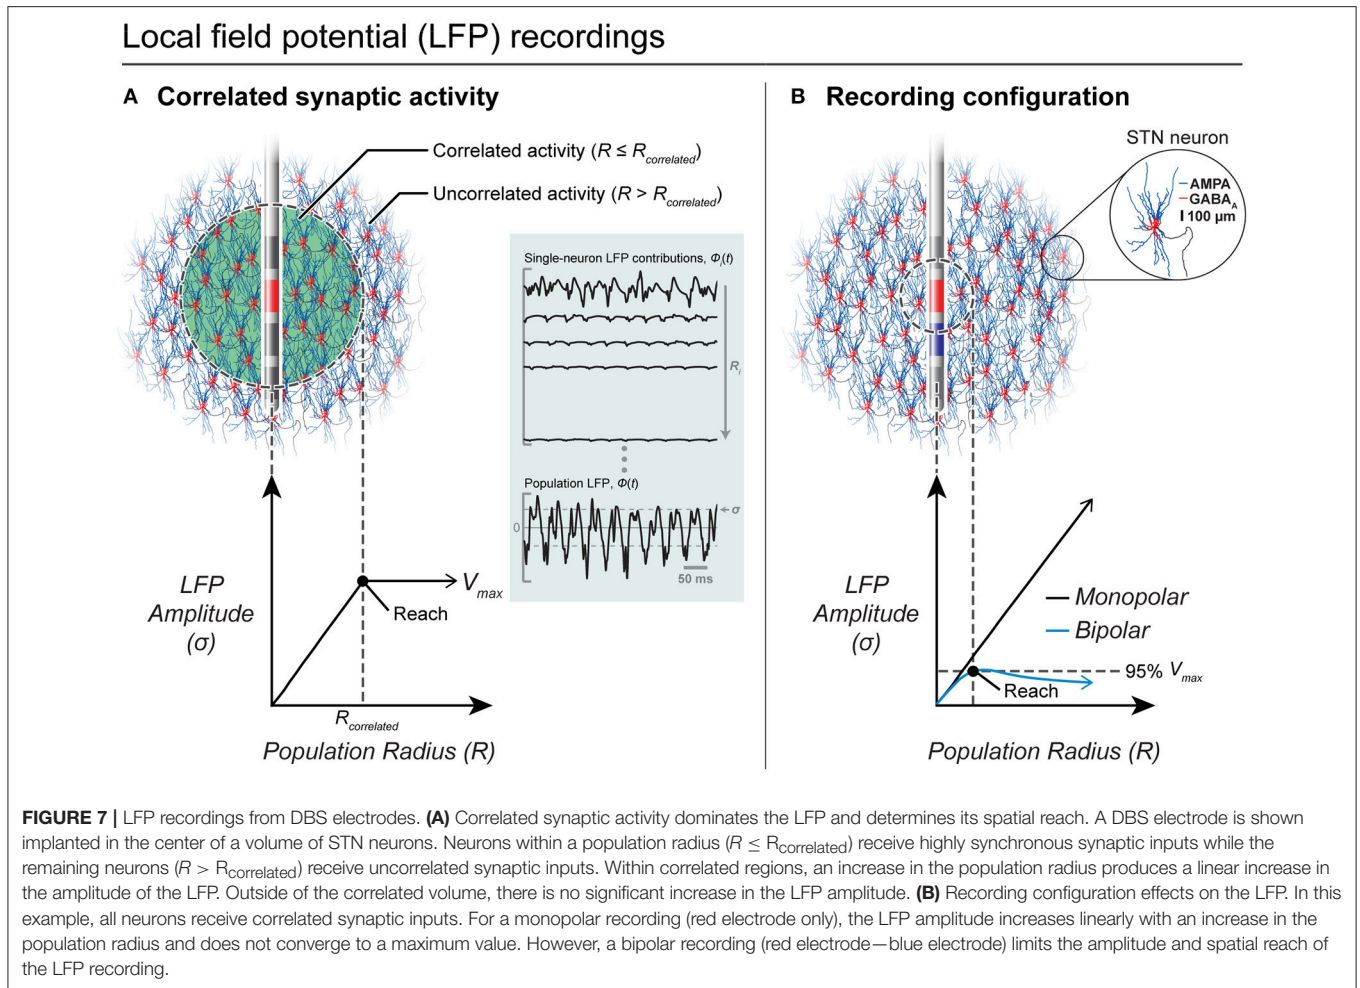 Local field potential (LFP) recordings
A Correlated synaptic activity
Correlated activity (R ≤ Rcorrelated)
Uncorrelated activity (R > Rcorrelated)
Single-neuron LFP contributions, Φi(t)
Ri
Population LFP, Φ(t)
σ
0
50 ms
LFP
Amplitude
(σ)
Vmax
Reach
Rcorrelated
Population Radius (R)
B Recording configuration
STN neuron
AMPA
GABAA
100 µm
LFP
Amplitude
(σ)
Monopolar
Bipolar
95% Vmax
Reach
Population Radius (R)
FIGURE 7 | LFP recordings from DBS electrodes. (A) Correlated synaptic activity dominates the LFP and determines its spatial reach. A DBS electrode is shown
implanted in the center of a volume of STN neurons. Neurons within a population radius (R ≤ Rcorrelated) receive highly synchronous synaptic inputs while the
remaining neurons (R > Rcorrelated) receive uncorrelated synaptic inputs. Within correlated regions, an increase in the population radius produces a linear increase in
the amplitude of the LFP. Outside of the correlated volume, there is no significant increase in the LFP amplitude. (B) Recording configuration effects on the LFP. In this
example, all neurons receive correlated synaptic inputs. For a monopolar recording (red electrode only), the LFP amplitude increases linearly with an increase in the
population radius and does not converge to a maximum value. However, a bipolar recording (red electrode—blue electrode) limits the amplitude and spatial reach of
the LFP recording.